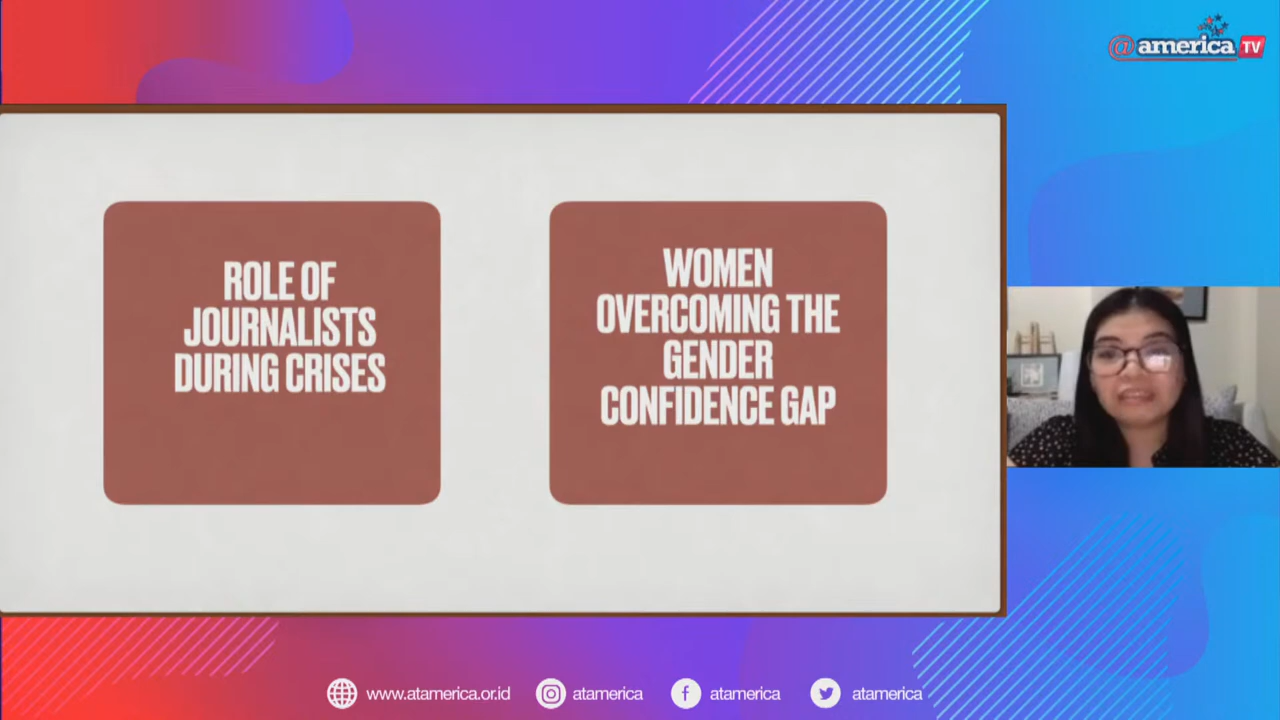 @america TV
ROLE OF
JOURNALISTS
DURING CRISES
WOMEN
OVERCOMING THE
GENDER
CONFIDENCE GAP
www.atamerica.or.id
atamerica
atamerica
atamerica